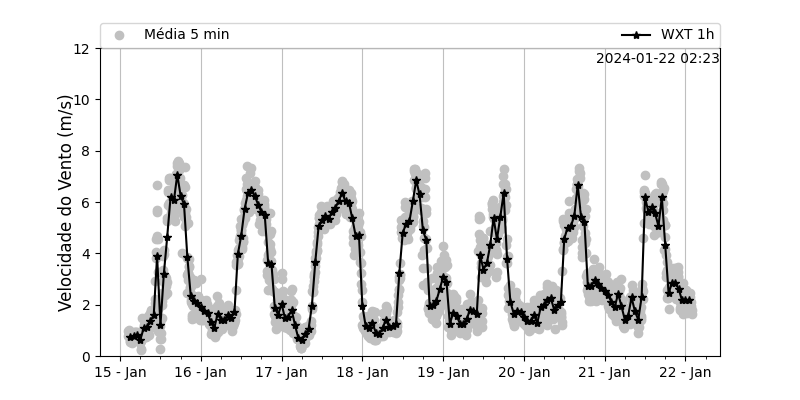 Média 5 min
WXT 1h
2024-01-22 02:23
Velocidade do Vento (m/s)
12
10
8
6
4
2
0
15 - Jan 16 - Jan 17 - Jan 18 - Jan 19 - Jan 20 - Jan 21 - Jan 22 - Jan